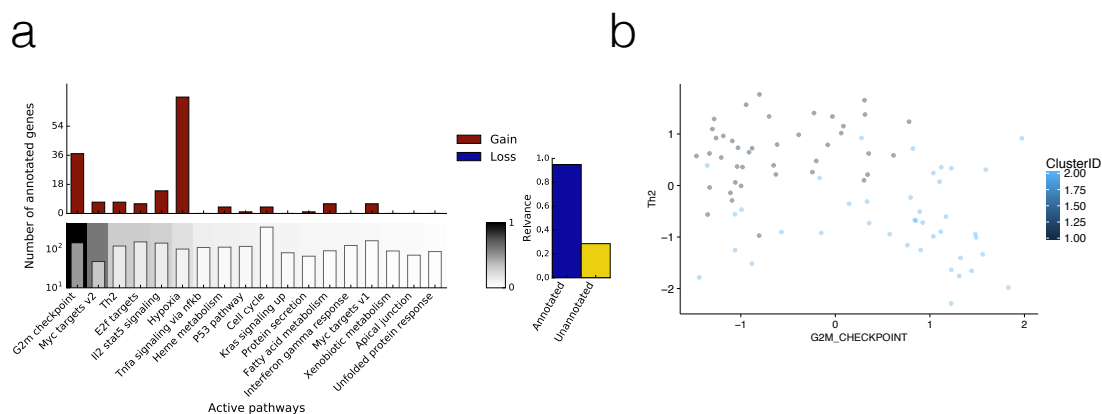 a
b
Number of annotated genes
54
36
18
0
10²
10¹
G2m checkpoint
Myc targets v2
Th2
E2f targets
Il2 stat5 signaling
Hypoxia
Tnfa signaling via nfkb
Heme metabolism
P53 pathway
Cell cycle
Kras signaling up
Protein secretion
Fatty acid metabolism
Interferon gamma response
Myc targets v1
Xenobiotic metabolism
Apical junction
Unfolded protein response
Active pathways
Gain
Loss
1
0
Relvance
1.0
0.8
0.6
0.4
0.2
0.0
Annotated
Unannotated
Th2
1
0
−1
−2
−1
0
1
2
G2M_CHECKPOINT
ClusterID
2.00
1.75
1.50
1.25
1.00